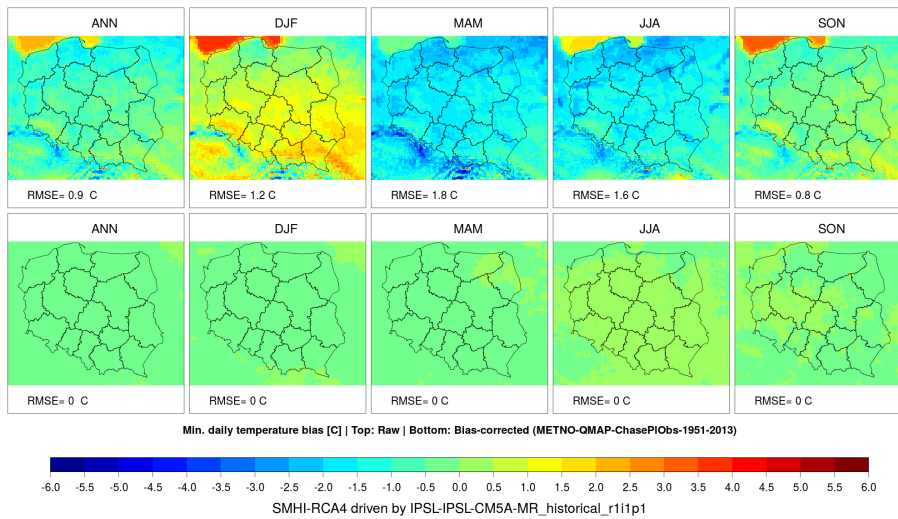 ANN DJF MAM JJA SON
RMSE= 0.9 C RMSE= 1.2 C RMSE= 1.8 C RMSE= 1.6 C RMSE= 0.8 C
ANN DJF MAM JJA SON
RMSE= 0 C RMSE= 0 C RMSE= 0 C RMSE= 0 C RMSE= 0 C
Min. daily temperature bias [C] | Top: Raw | Bottom: Bias-corrected (METNO-QMAP-ChasePlObs-1951-2013)
-6.0 -5.5 -5.0 -4.5 -4.0 -3.5 -3.0 -2.5 -2.0 -1.5 -1.0 -0.5 0.0 0.5 1.0 1.5 2.0 2.5 3.0 3.5 4.0 4.5 5.0 5.5 6.0
SMHI-RCA4 driven by IPSL-IPSL-CM5A-MR_historical_r1i1p1